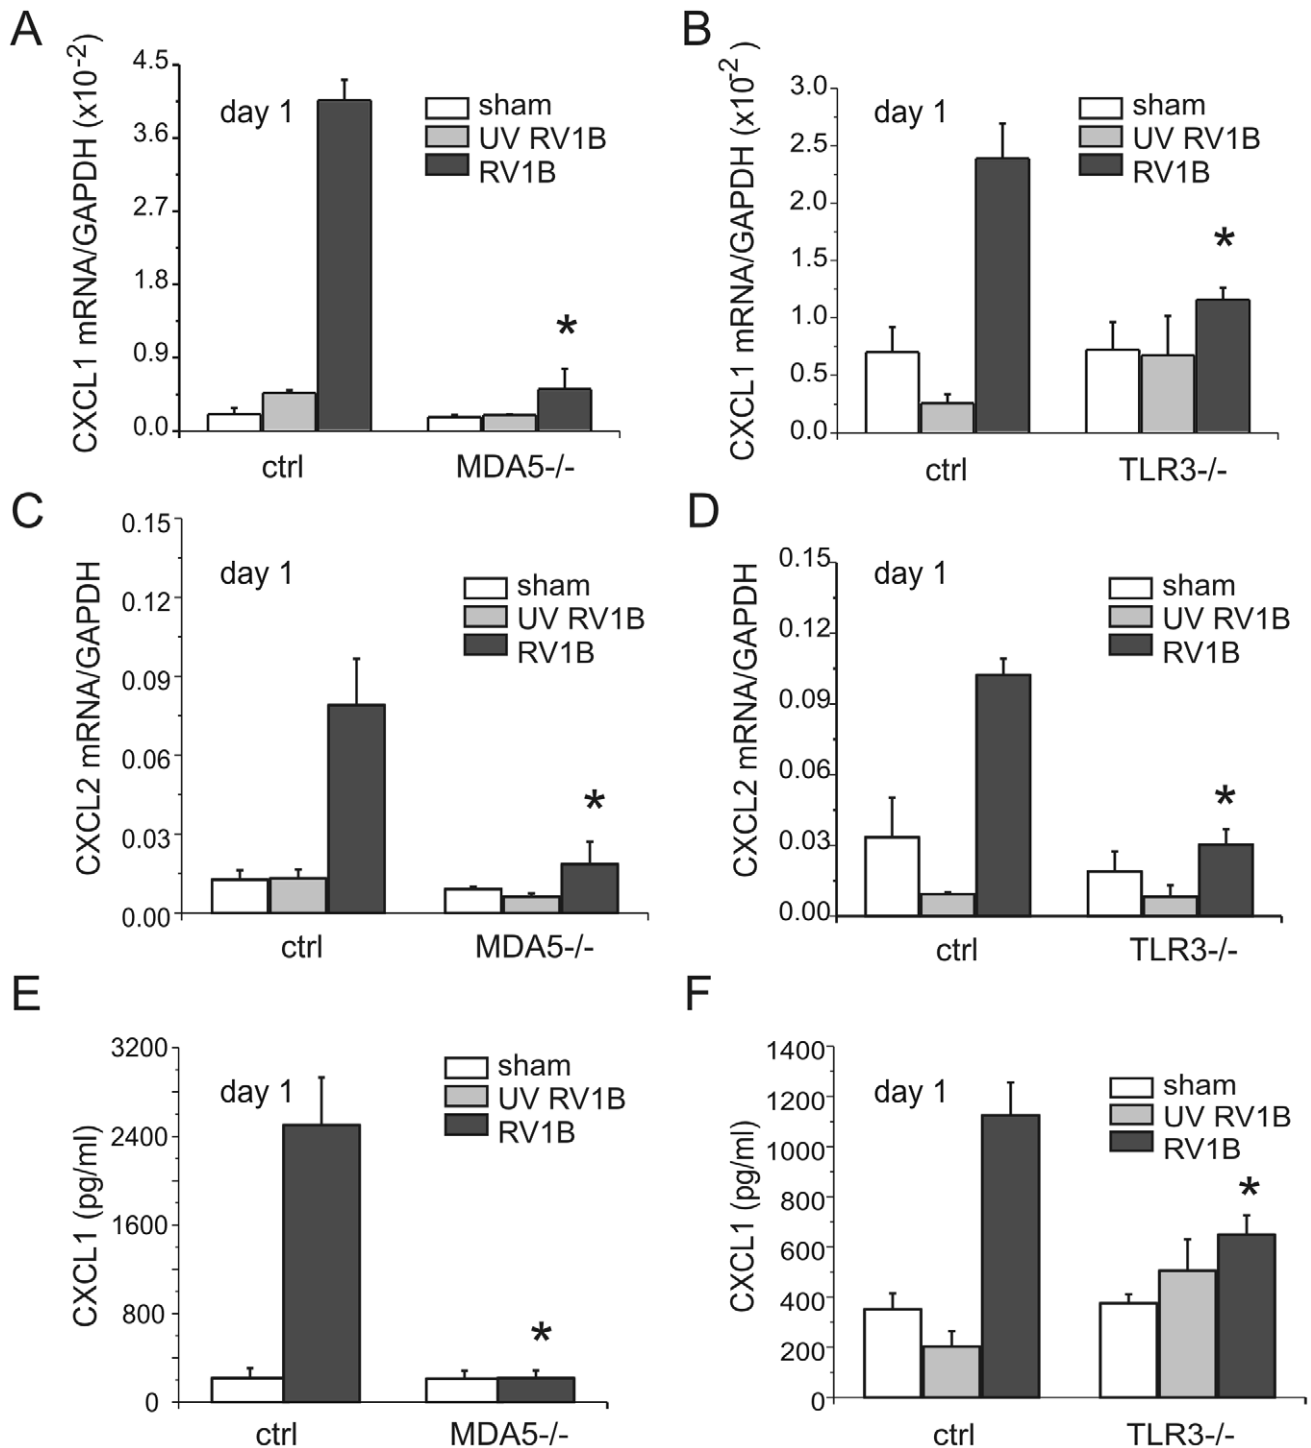 A
CXCL1 mRNA/GAPDH (x10-2)
4.5
3.6
2.7
1.8
0.9
0.0
day 1
sham
UV RV1B
RV1B
*
ctrl
MDA5-/-
B
CXCL1 mRNA/GAPDH (x10-2 )
3.0
2.5
2.0
1.5
1.0
0.5
0.0
day 1
sham
UV RV1B
RV1B
*
ctrl
TLR3-/-
C
CXCL2 mRNA/GAPDH
0.15
0.12
0.09
0.06
0.03
0.00
day 1
sham
UV RV1B
RV1B
*
ctrl
MDA5-/-
D
CXCL2 mRNA/GAPDH
0.15
0.12
0.09
0.06
0.03
0.00
day 1
sham
UV RV1B
RV1B
*
ctrl
TLR3-/-
E
CXCL1 (pg/ml)
3200
2400
1600
800
0
day 1
sham
UV RV1B
RV1B
*
ctrl
MDA5-/-
F
CXCL1 (pg/ml)
1400
1200
1000
800
600
400
200
0
day 1
sham
UV RV1B
RV1B
*
ctrl
TLR3-/-